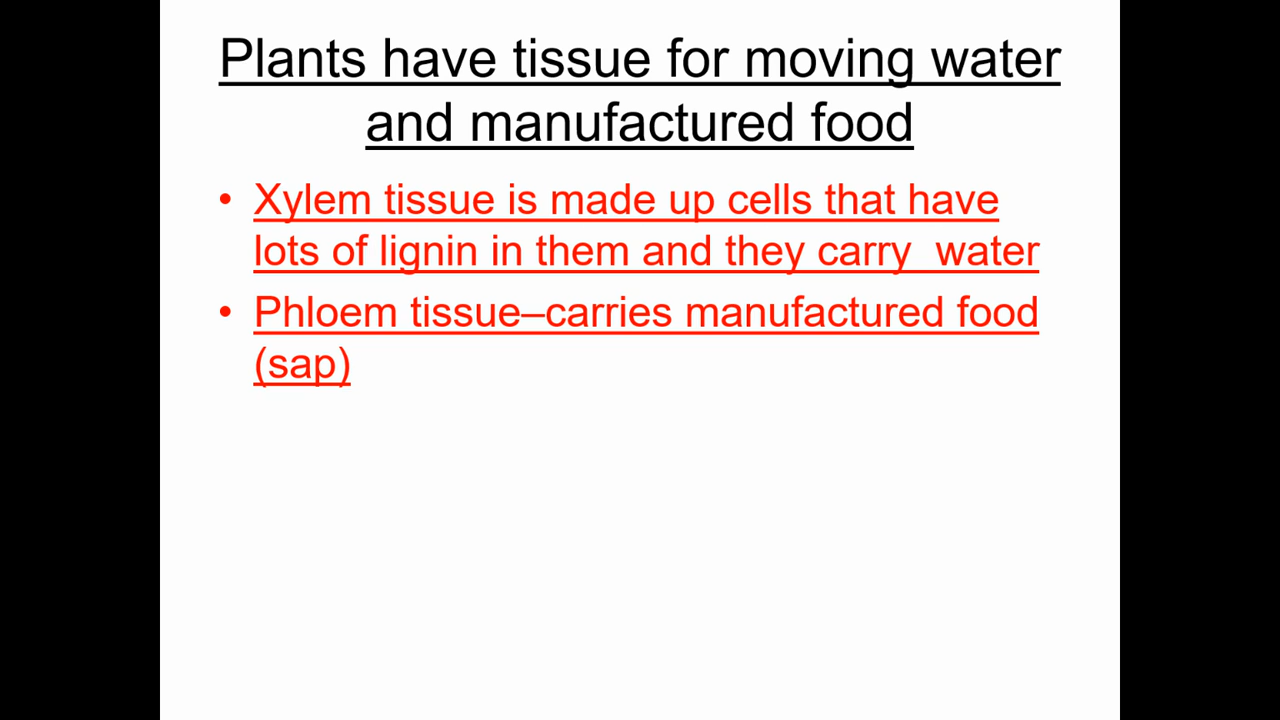 Plants have tissue for moving water
and manufactured food
• Xylem tissue is made up cells that have
lots of lignin in them and they carry  water
• Phloem tissue–carries manufactured food
(sap)